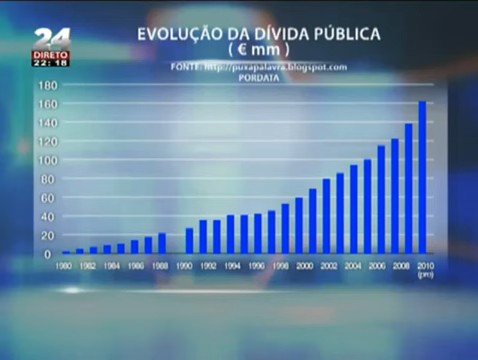 24
DIRETO
22:18
EVOLUÇÃO DA DÍVIDA PÚBLICA
( € mm )
FONTE: http://puxapalavra.blogspot.com
PORDATA
180
160
140
120
100
80
60
40
20
0
1980 1982 1984 1986 1988 1990 1992 1994 1996 1998 2000 2002 2004 2006 2008 2010
(pro)